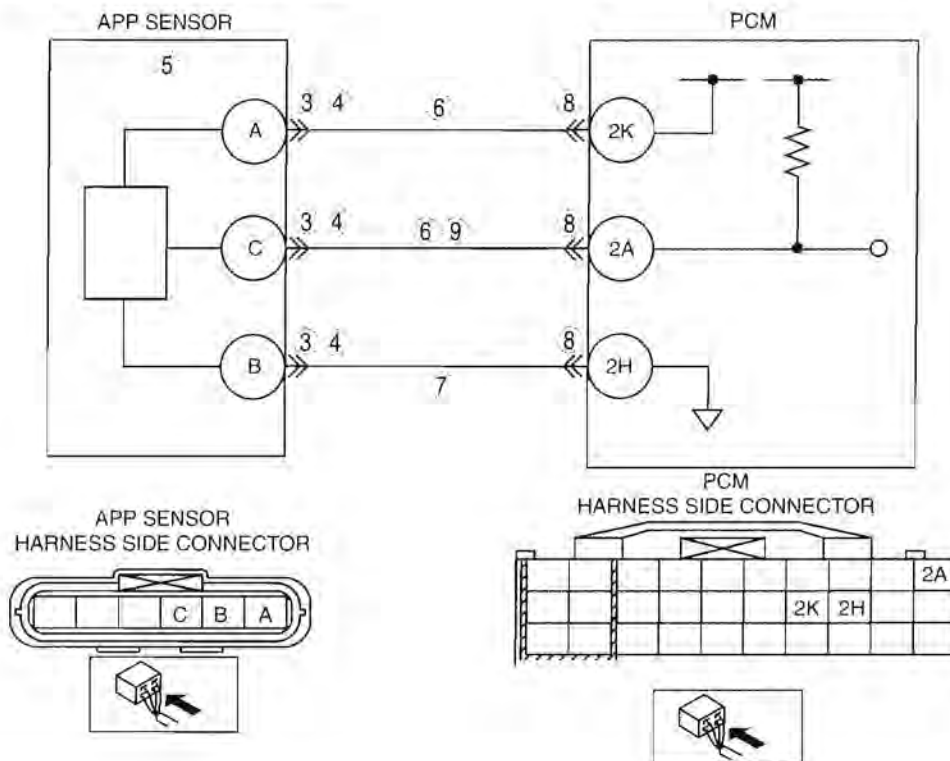 APP SENSOR
PCM
5
A
3 4
6
8
2K
C
3 4
6 9
8
2A
B
3 4
7
8
2H
APP SENSOR
HARNESS SIDE CONNECTOR
C B A
PCM
HARNESS SIDE CONNECTOR
2A
2K 2H